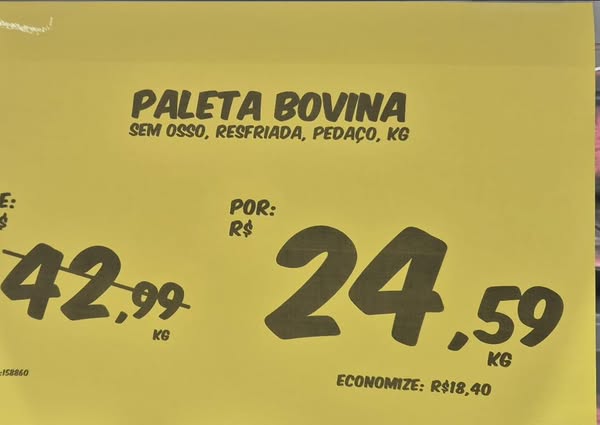 PALETA BOVINA
SEM OSSO, RESFRIADA, PEDAÇO, KG
E:
$
42,99
KG
POR:
R$
24,59
KG
:158860
ECONOMIZE: R$18,40